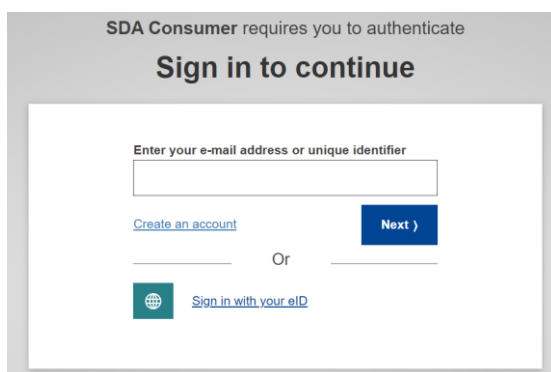 SDA Consumer requires you to authenticate
Sign in to continue
Enter your e-mail address or unique identifier
Create an account
Next ⟩
Or
Sign in with your eID